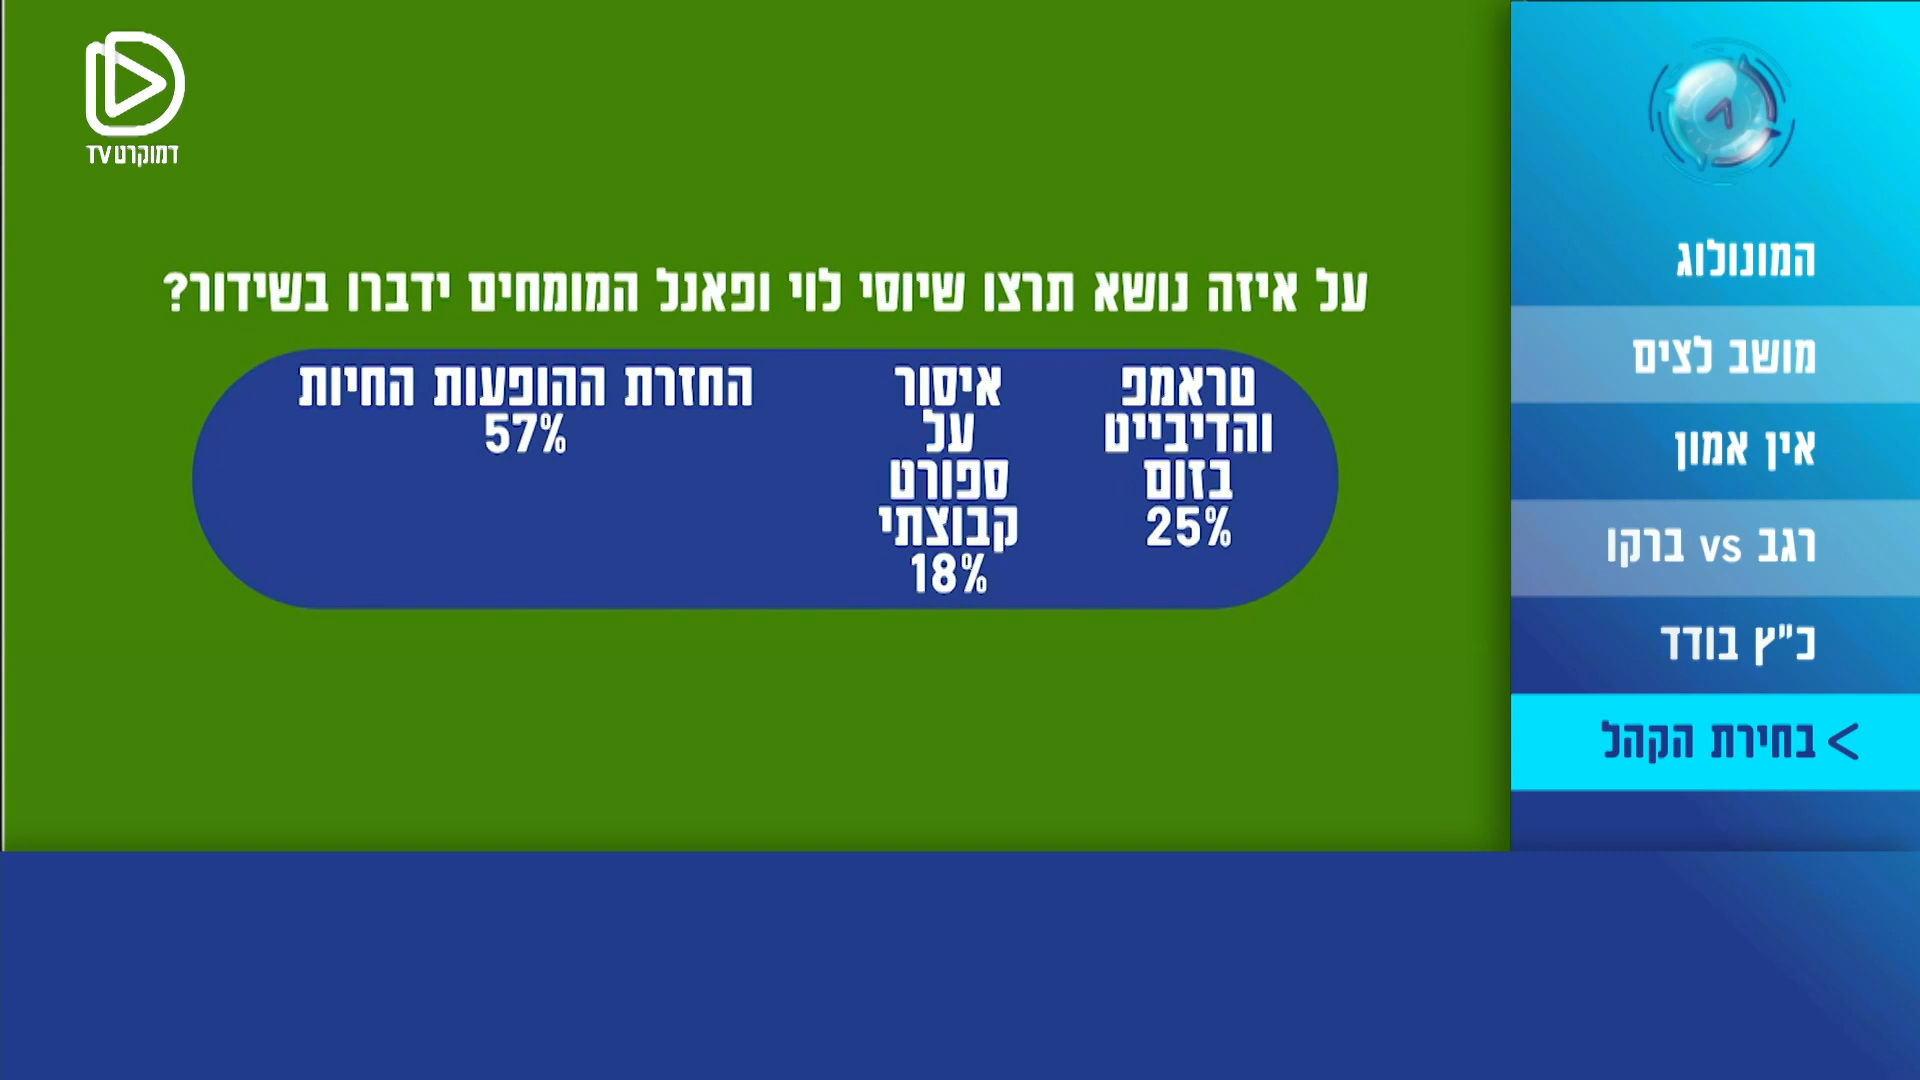 דמוקרטTV
על איזה נושא תרצו שיוסי לוי ופאנל המומחים ידברו בשידור?
טראמפ
והדיבייט
בזום
25%
איסור
על
ספורט
קבוצתי
18%
החזרת ההופעות החיות
57%
המונולוג
מושב לצים
אין אמון
רגב vs ברקו
כ"ץ בודד
> בחירת הקהל